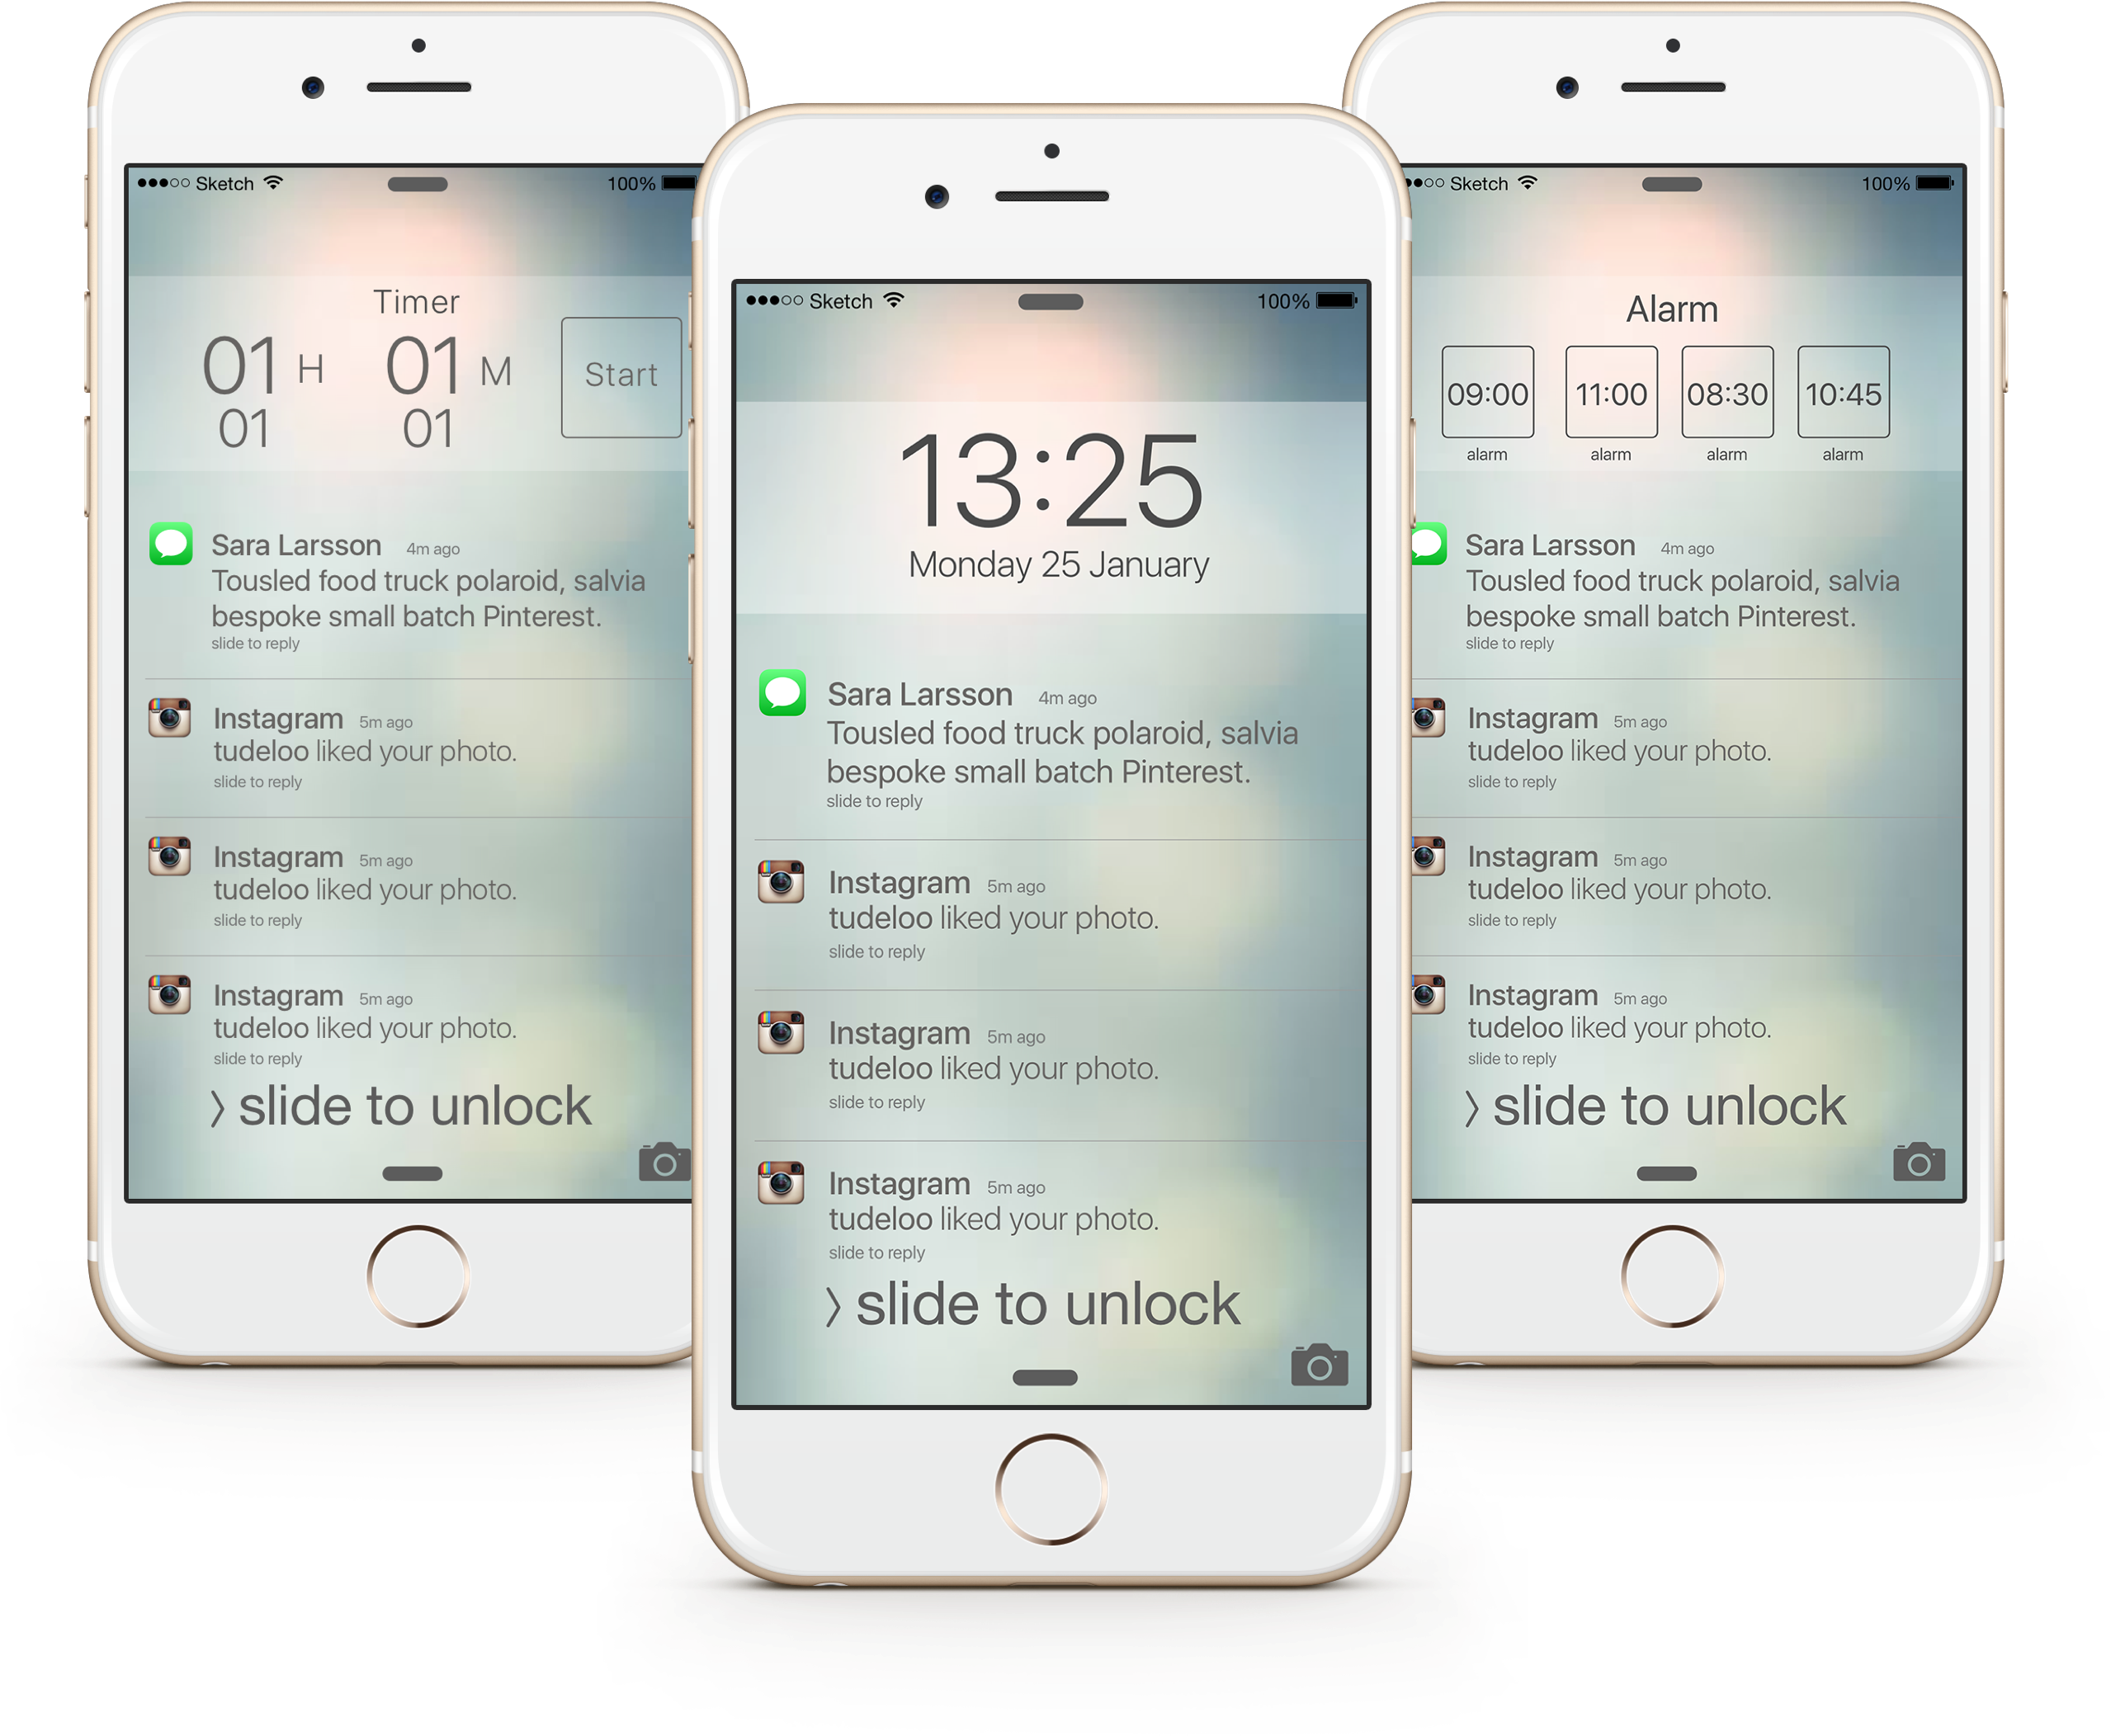 Sketch 100%
Timer
01 H 01 M Start
01 01
Sara Larsson 4m ago
Tousled food truck polaroid, salvia
bespoke small batch Pinterest.
slide to reply
Instagram 5m ago
tudeloo liked your photo.
slide to reply
Instagram 5m ago
tudeloo liked your photo.
slide to reply
Instagram 5m ago
tudeloo liked your photo.
slide to reply
slide to unlock
Sketch 100%
13:25
Monday 25 January
Sara Larsson 4m ago
Tousled food truck polaroid, salvia
bespoke small batch Pinterest.
slide to reply
Instagram 5m ago
tudeloo liked your photo.
slide to reply
Instagram 5m ago
tudeloo liked your photo.
slide to reply
Instagram 5m ago
tudeloo liked your photo.
slide to reply
slide to unlock
Sketch 100%
Alarm
09:00 11:00 08:30 10:45
alarm alarm alarm alarm
Sara Larsson 4m ago
Tousled food truck polaroid, salvia
bespoke small batch Pinterest.
slide to reply
Instagram 5m ago
tudeloo liked your photo.
slide to reply
Instagram 5m ago
tudeloo liked your photo.
slide to reply
Instagram 5m ago
tudeloo liked your photo.
slide to reply
slide to unlock